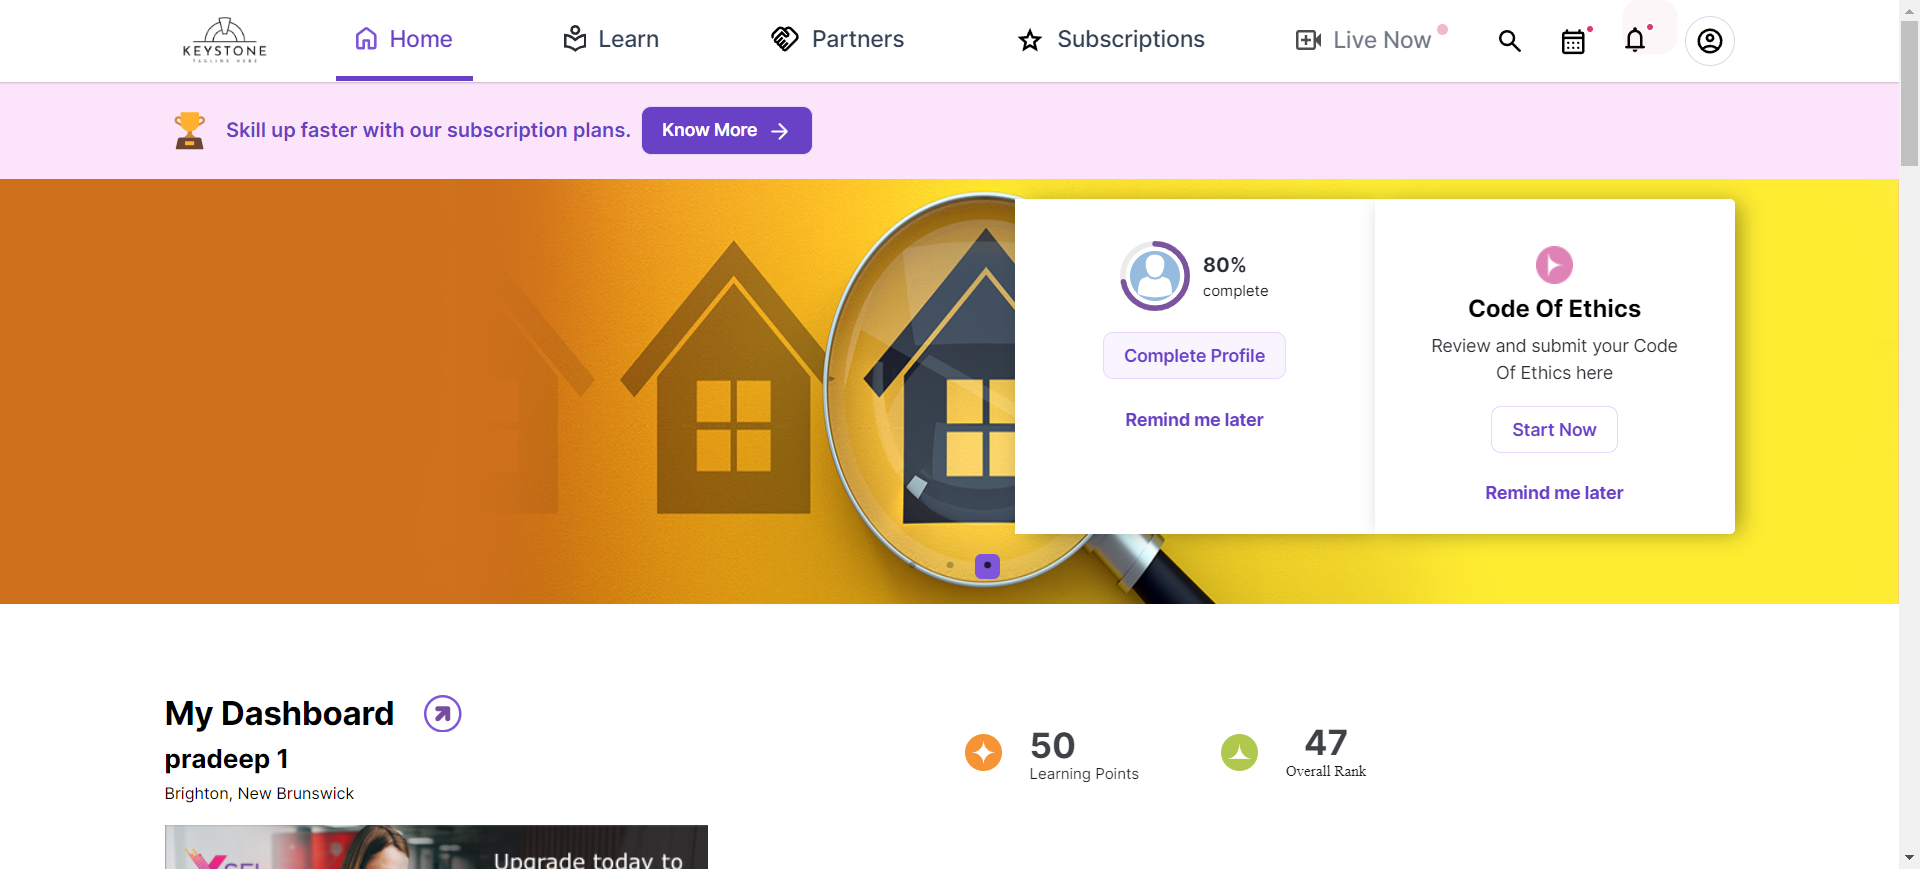 KEYSTONE
TAGLINE HERE
Home
Learn
Partners
Subscriptions
Live Now
Skill up faster with our subscription plans.
Know More
80%
complete
Complete Profile
Remind me later
Code Of Ethics
Review and submit your Code
Of Ethics here
Start Now
Remind me later
My Dashboard
pradeep 1
Brighton, New Brunswick
50
Learning Points
47
Overall Rank
Upgrade today to